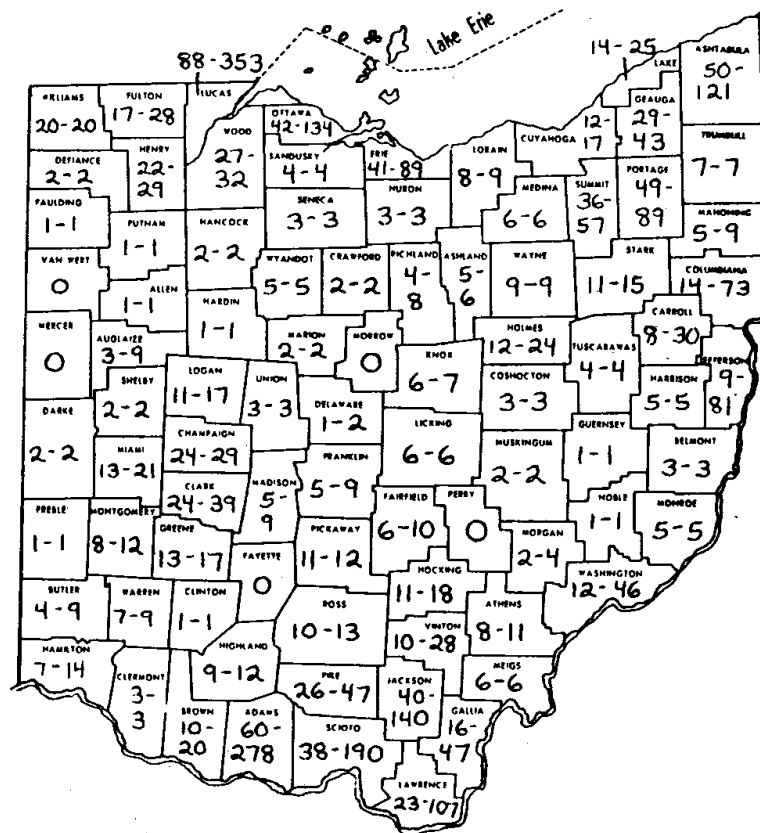 Lake Erie
88-353
LUCAS
14-25
LAKE
ASHTABULA
50-
121
WILLIAMS
20-20
FULTON
17-28
OTTAWA
42-134
WOOD
27-
32
GEAUGA
29-
43
12-
17
CUYAHOGA
TRUMBULL
7-7
DEFIANCE
2-2
HENRY
22-
29
SANDUSKY
4-4
ERIE
41-89
LORAIN
8-9
MEDINA
6-6
SUMMIT
36-
57
PORTAGE
49-
89
PAULDING
1-1
PUTNAM
1-1
HANCOCK
2-2
SENECA
3-3
HURON
3-3
MAHONING
5-9
VAN WERT
0
ALLEN
1-1
WYANDOT
5-5
CRAWFORD
2-2
RICHLAND
4-
8
ASHLAND
5-
6
WAYNE
9-9
STARK
11-15
COLUMBIANA
14-73
MERCER
0
AUGLAIZE
3-9
HARDIN
1-1
MARION
2-2
MORROW
0
HOLMES
12-24
TUSCARAWAS
4-4
CARROLL
8-30
JEFFERSON
9-
81
SHELBY
2-2
LOGAN
11-17
UNION
3-3
KNOX
6-7
COSHOCTON
3-3
HARRISON
5-5
DARKE
2-2
DELAWARE
1-2
CHAMPAIGN
24-29
LICKING
6-6
GUERNSEY
1-1
BELMONT
3-3
MIAMI
13-21
CLARK
24-39
MADISON
5-
9
FRANKLIN
5-9
MUSKINGUM
2-2
PREBLE
1-1
MONTGOMERY
8-12
GREENE
13-17
FAYETTE
0
PICKAWAY
11-12
FAIRFIELD
6-10
PERRY
0
MORGAN
2-4
NOBLE
1-1
MONROE
5-5
WASHINGTON
12-46
BUTLER
4-9
WARREN
7-9
CLINTON
1-1
ROSS
10-13
HOCKING
11-18
VINTON
10-28
ATHENS
8-11
HAMILTON
7-14
CLERMONT
3-
3
HIGHLAND
9-12
PIKE
26-47
JACKSON
40-
140
MEIGS
6-6
BROWN
10-
20
ADAMS
60-
278
SCIOTO
38-190
GALLIA
16-
47
LAWRENCE
23-107